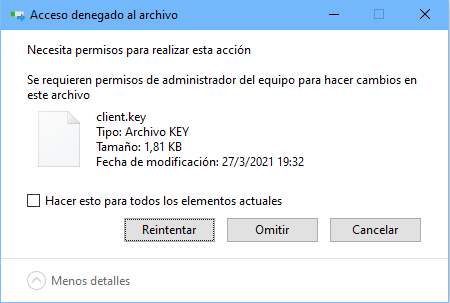 Acceso denegado al archivo
Necesita permisos para realizar esta acción
Se requieren permisos de administrador del equipo para hacer cambios en
este archivo
client.key
Tipo: Archivo KEY
Tamaño: 1,81 KB
Fecha de modificación: 27/3/2021 19:32
Hacer esto para todos los elementos actuales
Reintentar
Omitir
Cancelar
Menos detalles